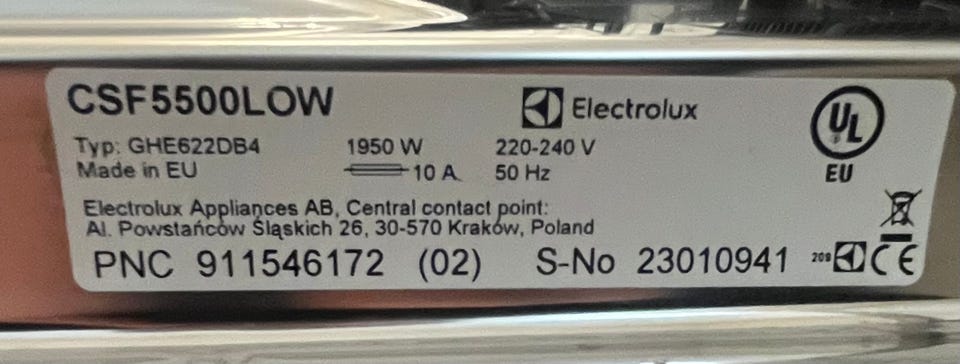 CSF5500LOW
Electrolux
UL
EU
Typ: GHE622DB4 1950 W 220-240 V
Made in EU 10 A 50 Hz
Electrolux Appliances AB, Central contact point:
Al. Powstańców Śląskich 26, 30-570 Kraków, Poland
PNC 911546172 (02) S-No 23010941 CE